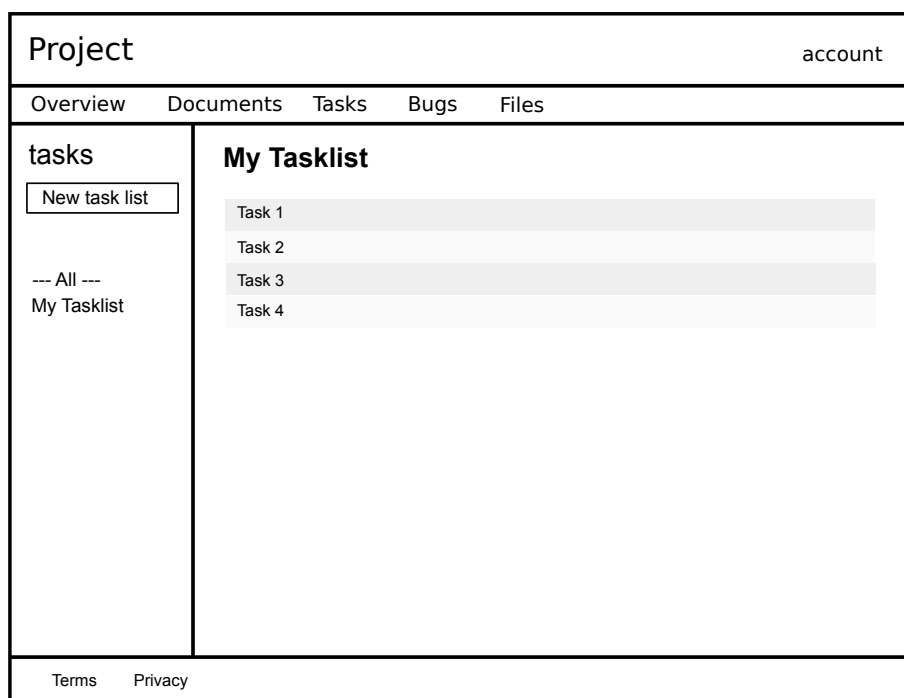 Project
account
Overview Documents Tasks Bugs Files
tasks
New task list
--- All ---
My Tasklist
My Tasklist
Task 1
Task 2
Task 3
Task 4
Terms Privacy